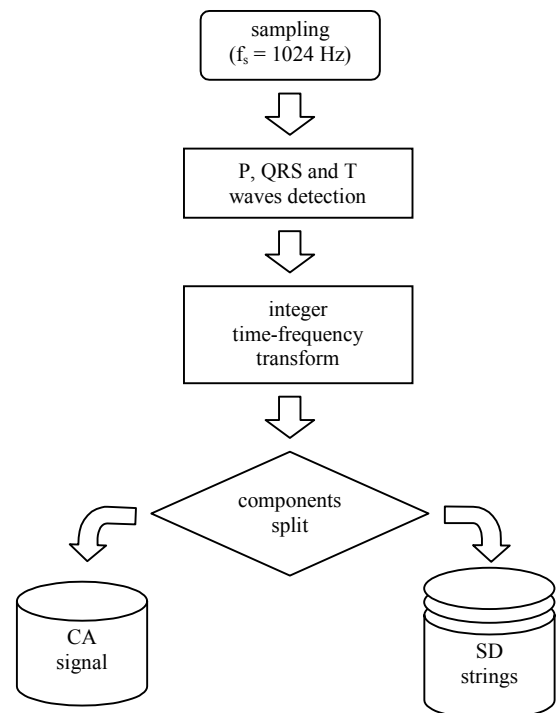 sampling
(fs = 1024 Hz)
P, QRS and T
waves detection
integer
time-frequency
transform
components
split
CA
signal
SD
strings